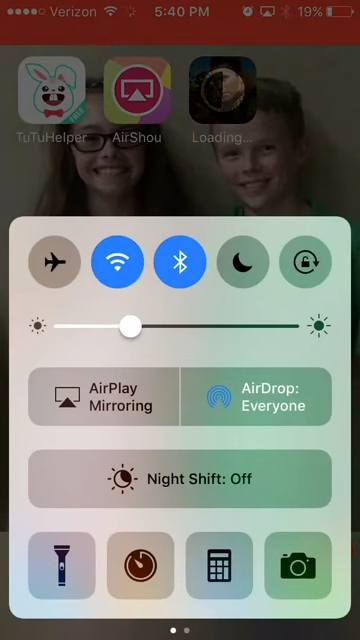 Verizon 5:40 PM 19%
TuTuHelper AirShou Loading...
AirPlay
Mirroring
AirDrop:
Everyone
Night Shift: Off